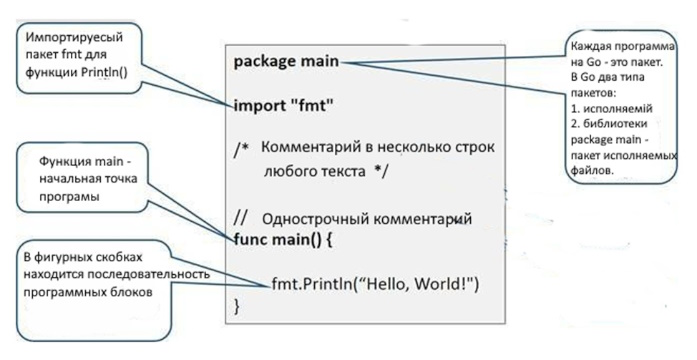 Импортируесый
пакет fmt для
функции Println()
Функция main -
начальная точка
програмы
В фигурных скобках
находится последовательность
программных блоков
package main
import "fmt"
/* Комментарий в несколько строк
любого текста */
// Однострочный комментарий
func main() {
fmt.Println(“Hello, World!")
}
Каждая программа
на Go - это пакет.
В Go два типа
пакетов:
1. исполняемій
2. библиотеки
package main -
пакет исполняемых
файлов.